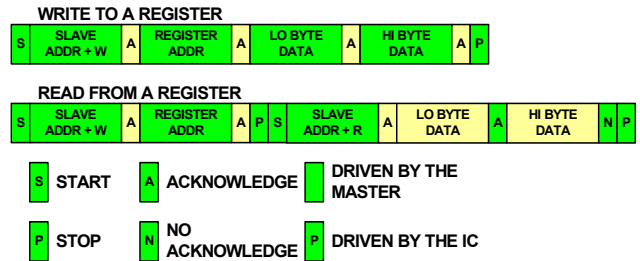 WRITE TO A REGISTER
S SLAVE ADDR + W A REGISTER ADDR A LO BYTE DATA A HI BYTE DATA A P
READ FROM A REGISTER
S SLAVE ADDR + W A REGISTER ADDR A P S SLAVE ADDR + R A LO BYTE DATA A HI BYTE DATA N P
S START A ACKNOWLEDGE DRIVEN BY THE MASTER
P STOP N NO ACKNOWLEDGE P DRIVEN BY THE IC